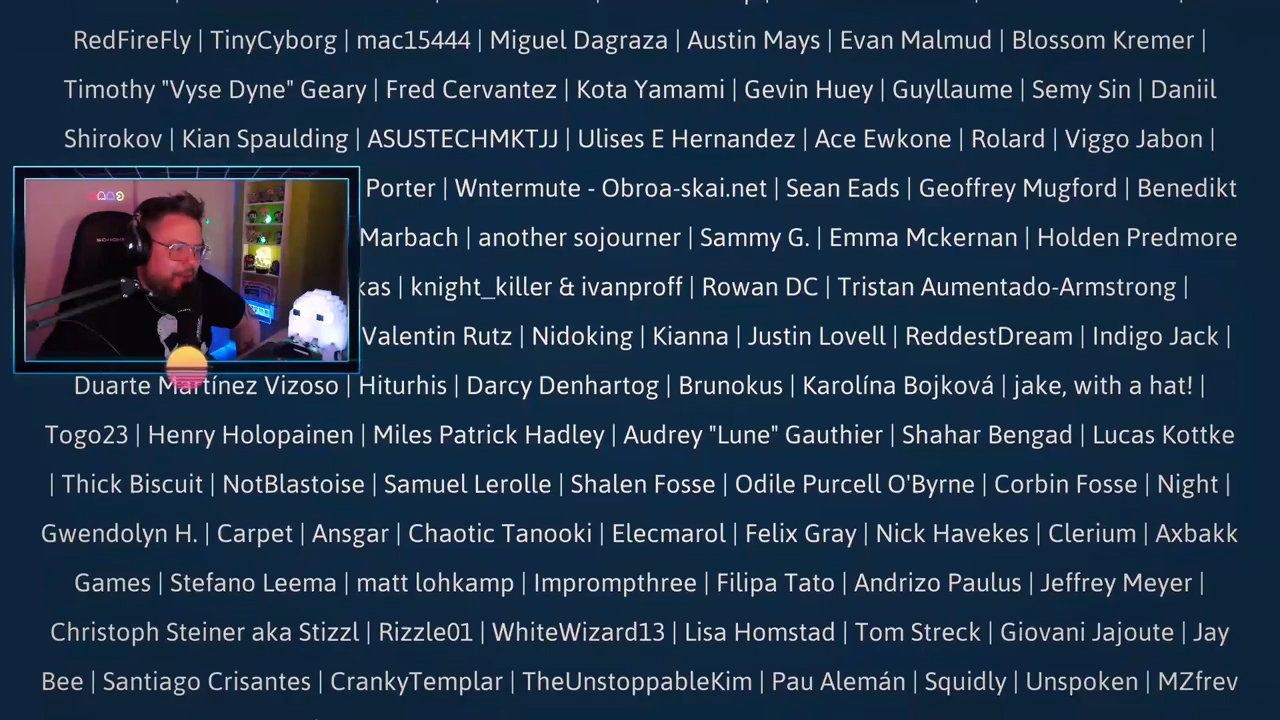 RedFireFly | TinyCyborg | mac15444 | Miguel Dagraza | Austin Mays | Evan Malmud | Blossom Kremer |
Timothy "Vyse Dyne" Geary | Fred Cervantez | Kota Yamami | Gevin Huey | Guyllaume | Semy Sin | Daniil
Shirokov | Kian Spaulding | ASUSTECHMKTJJ | Ulises E Hernandez | Ace Ewkone | Rolard | Viggo Jabon |
Porter | Wntermute - Obroa-skai.net | Sean Eads | Geoffrey Mugford | Benedikt
Marbach | another sojourner | Sammy G. | Emma Mckernan | Holden Predmore
as | knight_killer & ivanproff | Rowan DC | Tristan Aumentado-Armstrong |
Valentin Rutz | Nidoking | Kianna | Justin Lovell | ReddestDream | Indigo Jack |
Duarte Martínez Vizoso | Hiturhis | Darcy Denhartog | Brunokus | Karolína Bojková | jake, with a hat! |
Togo23 | Henry Holopainen | Miles Patrick Hadley | Audrey "Lune" Gauthier | Shahar Bengad | Lucas Kottke
| Thick Biscuit | NotBlastoise | Samuel Lerolle | Shalen Fosse | Odile Purcell O'Byrne | Corbin Fosse | Night |
Gwendolyn H. | Carpet | Ansgar | Chaotic Tanooki | Elecmarol | Felix Gray | Nick Havekes | Clerium | Axbakk
Games | Stefano Leema | matt lohkamp | Imprompthree | Filipa Tato | Andrizo Paulus | Jeffrey Meyer |
Christoph Steiner aka Stizzl | Rizzle01 | WhiteWizard13 | Lisa Homstad | Tom Streck | Giovani Jajoute | Jay
Bee | Santiago Crisantes | CrankyTemplar | TheUnstoppableKim | Pau Alemán | Squidly | Unspoken | MZfrev